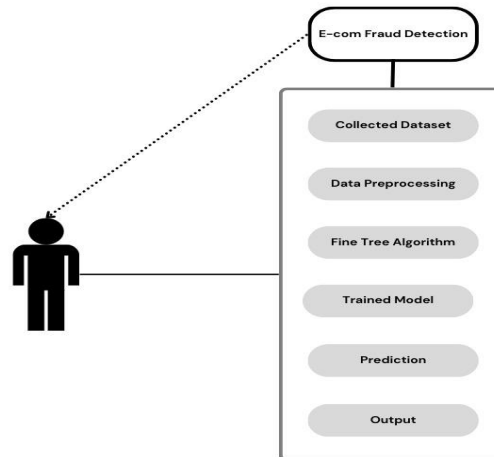 E-com Fraud Detection
Collected Dataset
Data Preprocessing
Fine Tree Algorithm
Trained Model
Prediction
Output